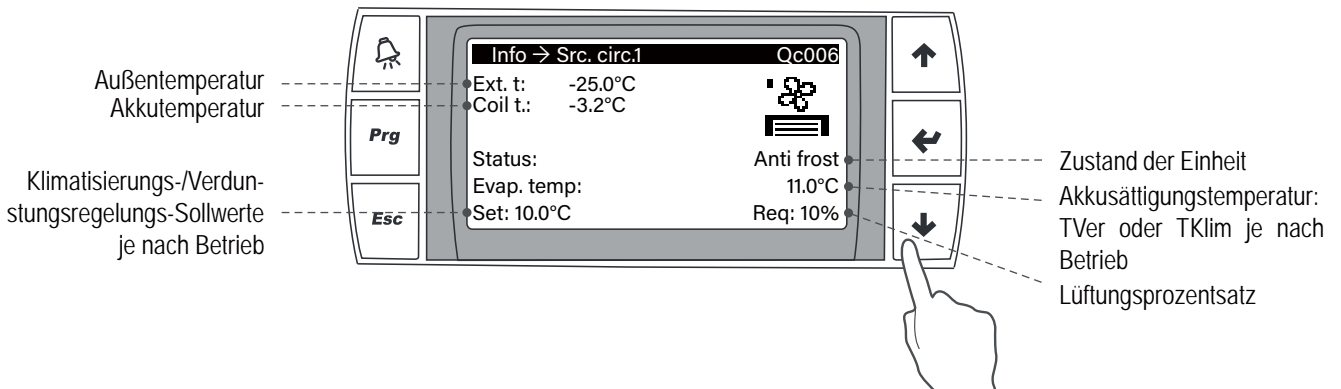 Außentemperatur
Akkutemperatur
Klimatisierungs-/Verdun-
stungsregelungs-Sollwerte
je nach Betrieb
Prg
Esc
Info → Src. circ.1 Qc006
Ext. t: -25.0°C
Coil t.: -3.2°C
Status: Anti frost
Evap. temp: 11.0°C
Set: 10.0°C Req: 10%
Zustand der Einheit
Akkusättigungstemperatur:
TVer oder TKlim je nach
Betrieb
Lüftungsprozentsatz